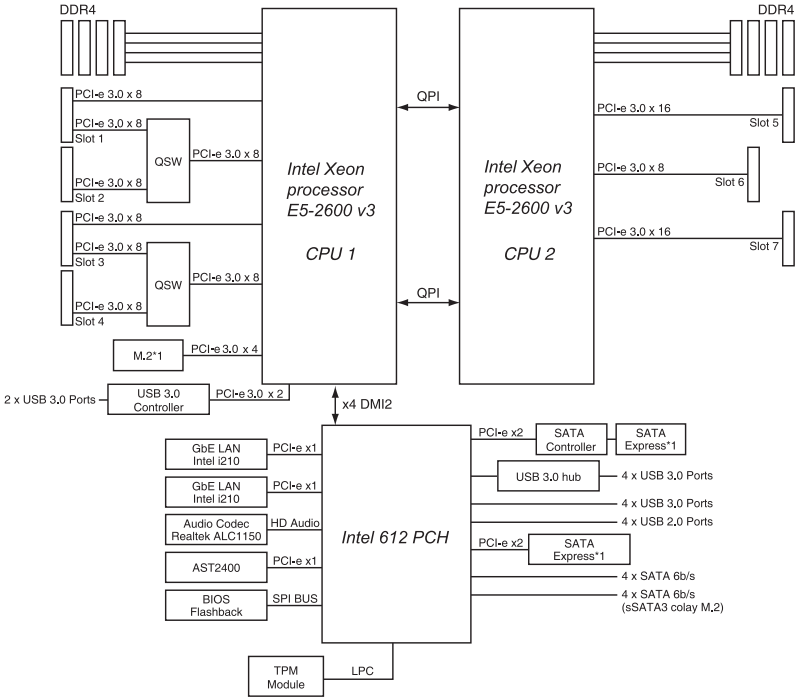 DDR4
DDR4
PCI-e 3.0 x 8
PCI-e 3.0 x 8
Slot 1
QSW
PCI-e 3.0 x 8
PCI-e 3.0 x 8
Slot 2
PCI-e 3.0 x 8
PCI-e 3.0 x 8
Slot 3
QSW
PCI-e 3.0 x 8
PCI-e 3.0 x 8
Slot 4
M.2*1
PCI-e 3.0 x 4
2 x USB 3.0 Ports
USB 3.0
Controller
PCI-e 3.0 x 2
Intel Xeon
processor
E5-2600 v3
CPU 1
QPI
QPI
Intel Xeon
processor
E5-2600 v3
CPU 2
PCI-e 3.0 x 16
Slot 5
PCI-e 3.0 x 8
Slot 6
PCI-e 3.0 x 16
Slot 7
x4 DMI2
GbE LAN
Intel i210
PCI-e x1
GbE LAN
Intel i210
PCI-e x1
Audio Codec
Realtek ALC1150
HD Audio
AST2400
PCI-e x1
BIOS
Flashback
SPI BUS
TPM
Module
LPC
Intel 612 PCH
PCI-e x2
SATA
Controller
SATA
Express*1
USB 3.0 hub
4 x USB 3.0 Ports
4 x USB 3.0 Ports
4 x USB 2.0 Ports
PCI-e x2
SATA
Express*1
4 x SATA 6b/s
4 x SATA 6b/s
(sSATA3 colay M.2)